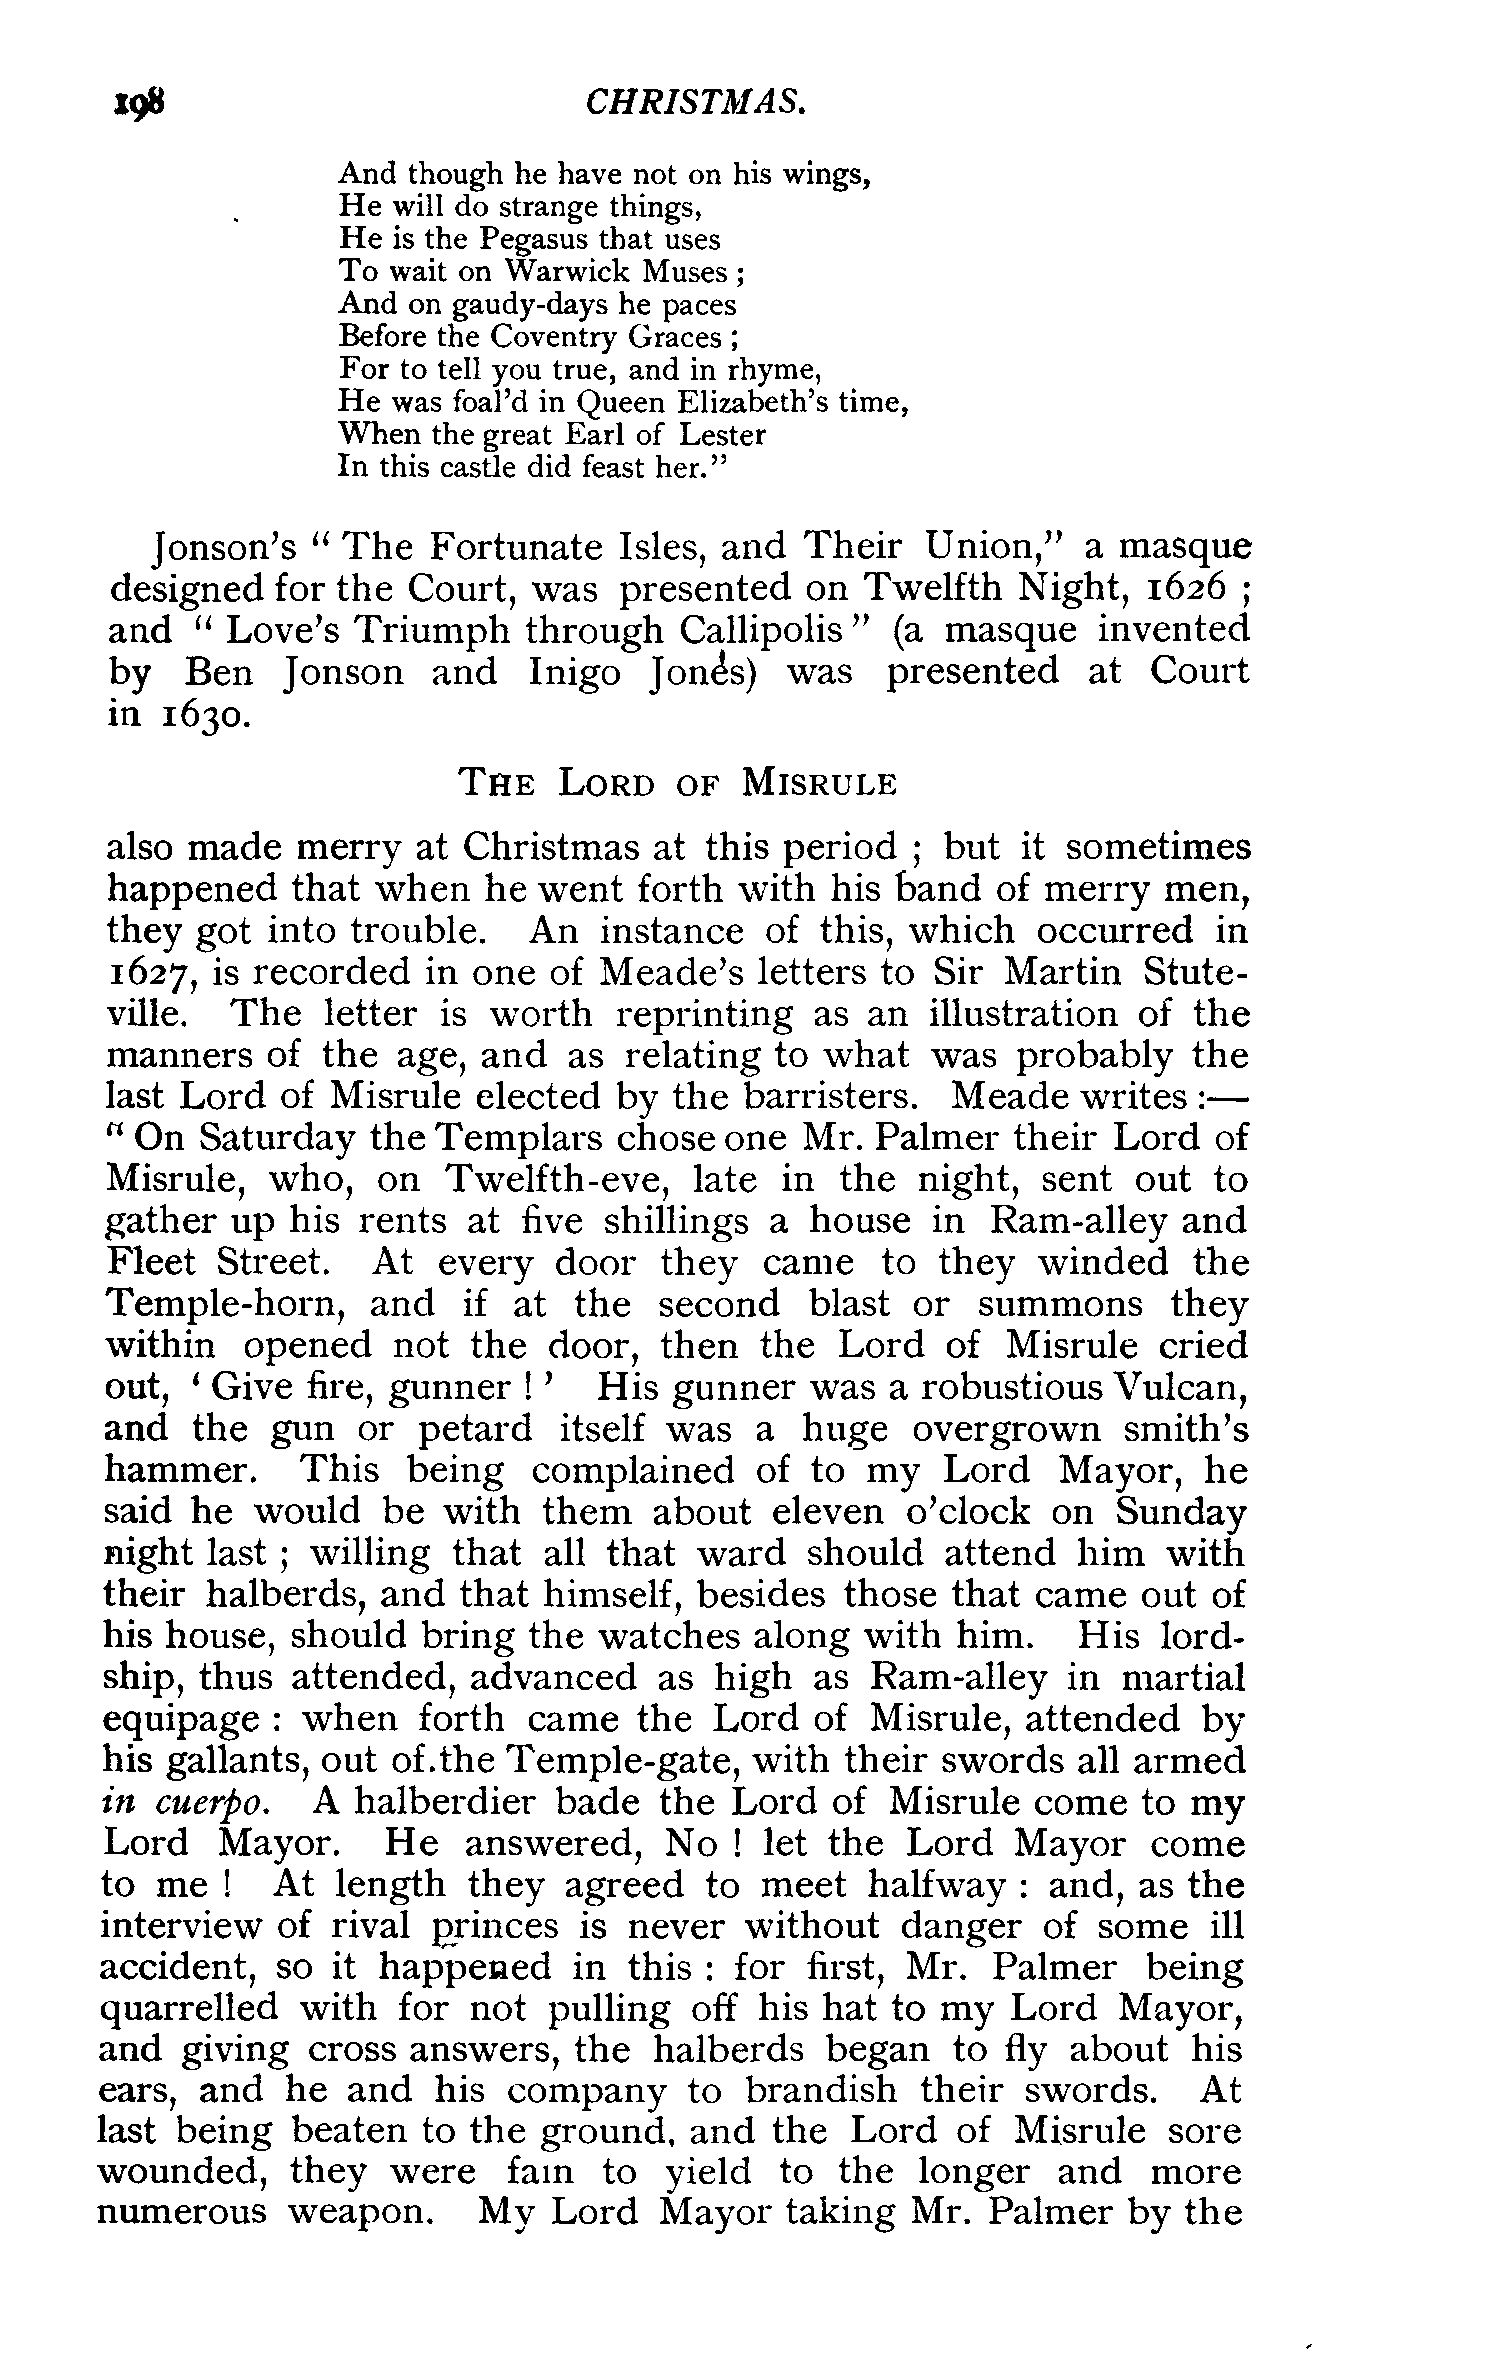 198 CHRISTMAS.
And though he have not on his wings,
He will do strange things,
He is the Pegasus that uses
To wait on Warwick Muses ;
And on gaudy-days he paces
Before the Coventry Graces ;
For to tell you true, and in rhyme,
He was foal'd in Queen Elizabeth's time,
When the great Earl of Lester
In this castle did feast her."
Jonson's " The Fortunate Isles, and Their Union," a masque
designed for the Court, was presented on Twelfth Night, 1626 ;
and " Love's Triumph through Callipolis " (a masque invented
by Ben Jonson and Inigo Jones) was presented at Court
in 1630.
THE LORD OF MISRULE
also made merry at Christmas at this period ; but it sometimes
happened that when he went forth with his band of merry men,
they got into trouble. An instance of this, which occurred in
1627, is recorded in one of Meade's letters to Sir Martin Stute-
ville. The letter is worth reprinting as an illustration of the
manners of the age, and as relating to what was probably the
last Lord of Misrule elected by the barristers. Meade writes :—
" On Saturday the Templars chose one Mr. Palmer their Lord of
Misrule, who, on Twelfth-eve, late in the night, sent out to
gather up his rents at five shillings a house in Ram-alley and
Fleet Street. At every door they came to they winded the
Temple-horn, and if at the second blast or summons they
within opened not the door, then the Lord of Misrule cried
out, ' Give fire, gunner ! ' His gunner was a robustious Vulcan,
and the gun or petard itself was a huge overgrown smith's
hammer. This being complained of to my Lord Mayor, he
said he would be with them about eleven o'clock on Sunday
night last ; willing that all that ward should attend him with
their halberds, and that himself, besides those that came out of
his house, should bring the watches along with him. His lord-
ship, thus attended, advanced as high as Ram-alley in martial
equipage : when forth came the Lord of Misrule, attended by
his gallants, out of the Temple-gate, with their swords all armed
in cuerpo. A halberdier bade the Lord of Misrule come to my
Lord Mayor. He answered, No ! let the Lord Mayor come
to me ! At length they agreed to meet halfway : and, as the
interview of rival princes is never without danger of some ill
accident, so it happened in this : for first, Mr. Palmer being
quarrelled with for not pulling off his hat to my Lord Mayor,
and giving cross answers, the halberds began to fly about his
ears, and he and his company to brandish their swords. At
last being beaten to the ground, and the Lord of Misrule sore
wounded, they were fain to yield to the longer and more
numerous weapon. My Lord Mayor taking Mr. Palmer by the